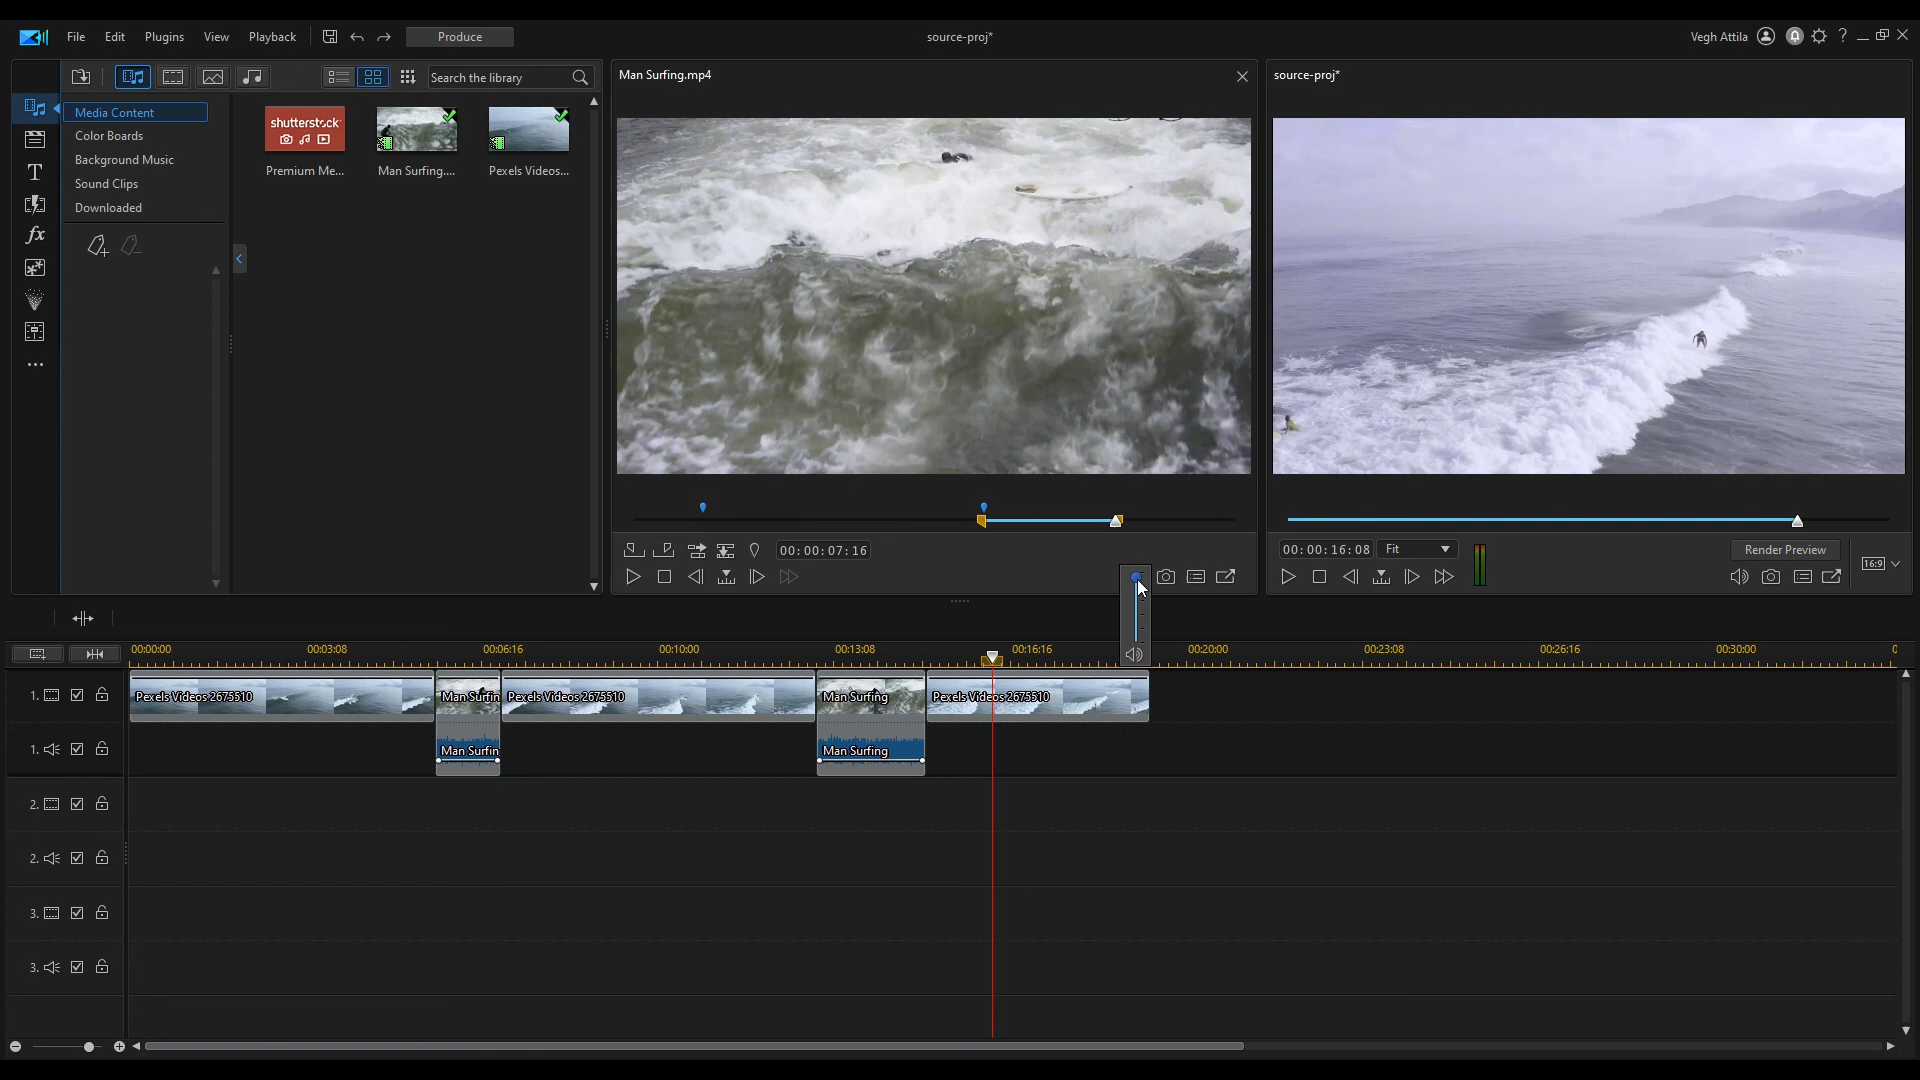 File Edit Plugins View Playback Produce source-proj* Vegh Attila ?
Search the library
Man Surfing.mp4
source-proj*
Media Content
Color Boards
Background Music
Sound Clips
Downloaded
shutterstock
Premium Me... Man Surfing.... Pexels Videos...
T
fx
00:00:07:16
00:00:16:08 Fit Render Preview
16:9
00:00:00 00:03:08 00:06:16 00:10:00 00:13:08 00:16:16 00:20:00 00:23:08 00:26:16 00:30:00 0
1. Pexels Videos 2675510 Man Surfin Pexels Videos 2675510 Man Surfing Pexels Videos 2675510
1. Man Surfin Man Surfing
2.
2.
3.
3.